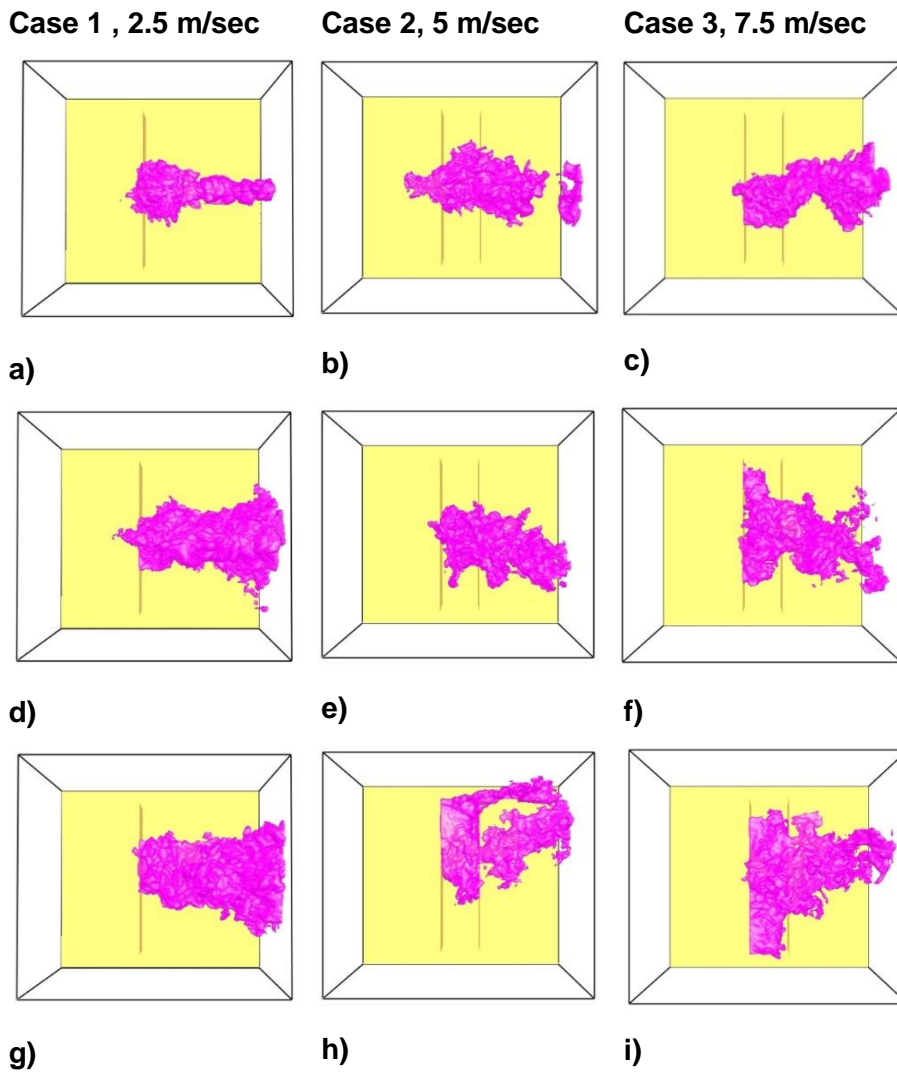 Case 1 , 2.5 m/sec Case 2, 5 m/sec Case 3, 7.5 m/sec
a) b) c)
d) e) f)
g) h) i)